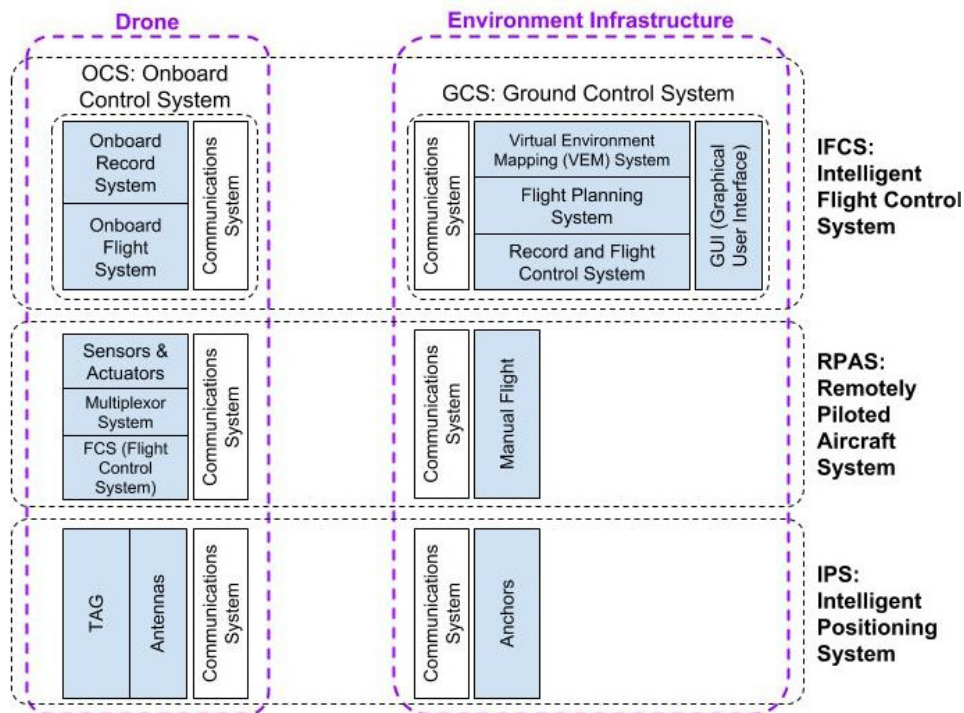 Drone
Environment Infrastructure
OCS: Onboard
Control System
GCS: Ground Control System
Onboard
Record
System
Onboard
Flight
System
Communications
System
Communications
System
Virtual Environment
Mapping (VEM) System
Flight Planning
System
Record and Flight
Control System
GUI (Graphical
User Interface)
IFCS:
Intelligent
Flight Control
System
Sensors &
Actuators
Multiplexor
System
FCS (Flight
Control
System)
Communications
System
Communications
System
Manual Flight
RPAS:
Remotely
Piloted
Aircraft
System
TAG
Antennas
Communications
System
Communications
System
Anchors
IPS:
Intelligent
Positioning
System